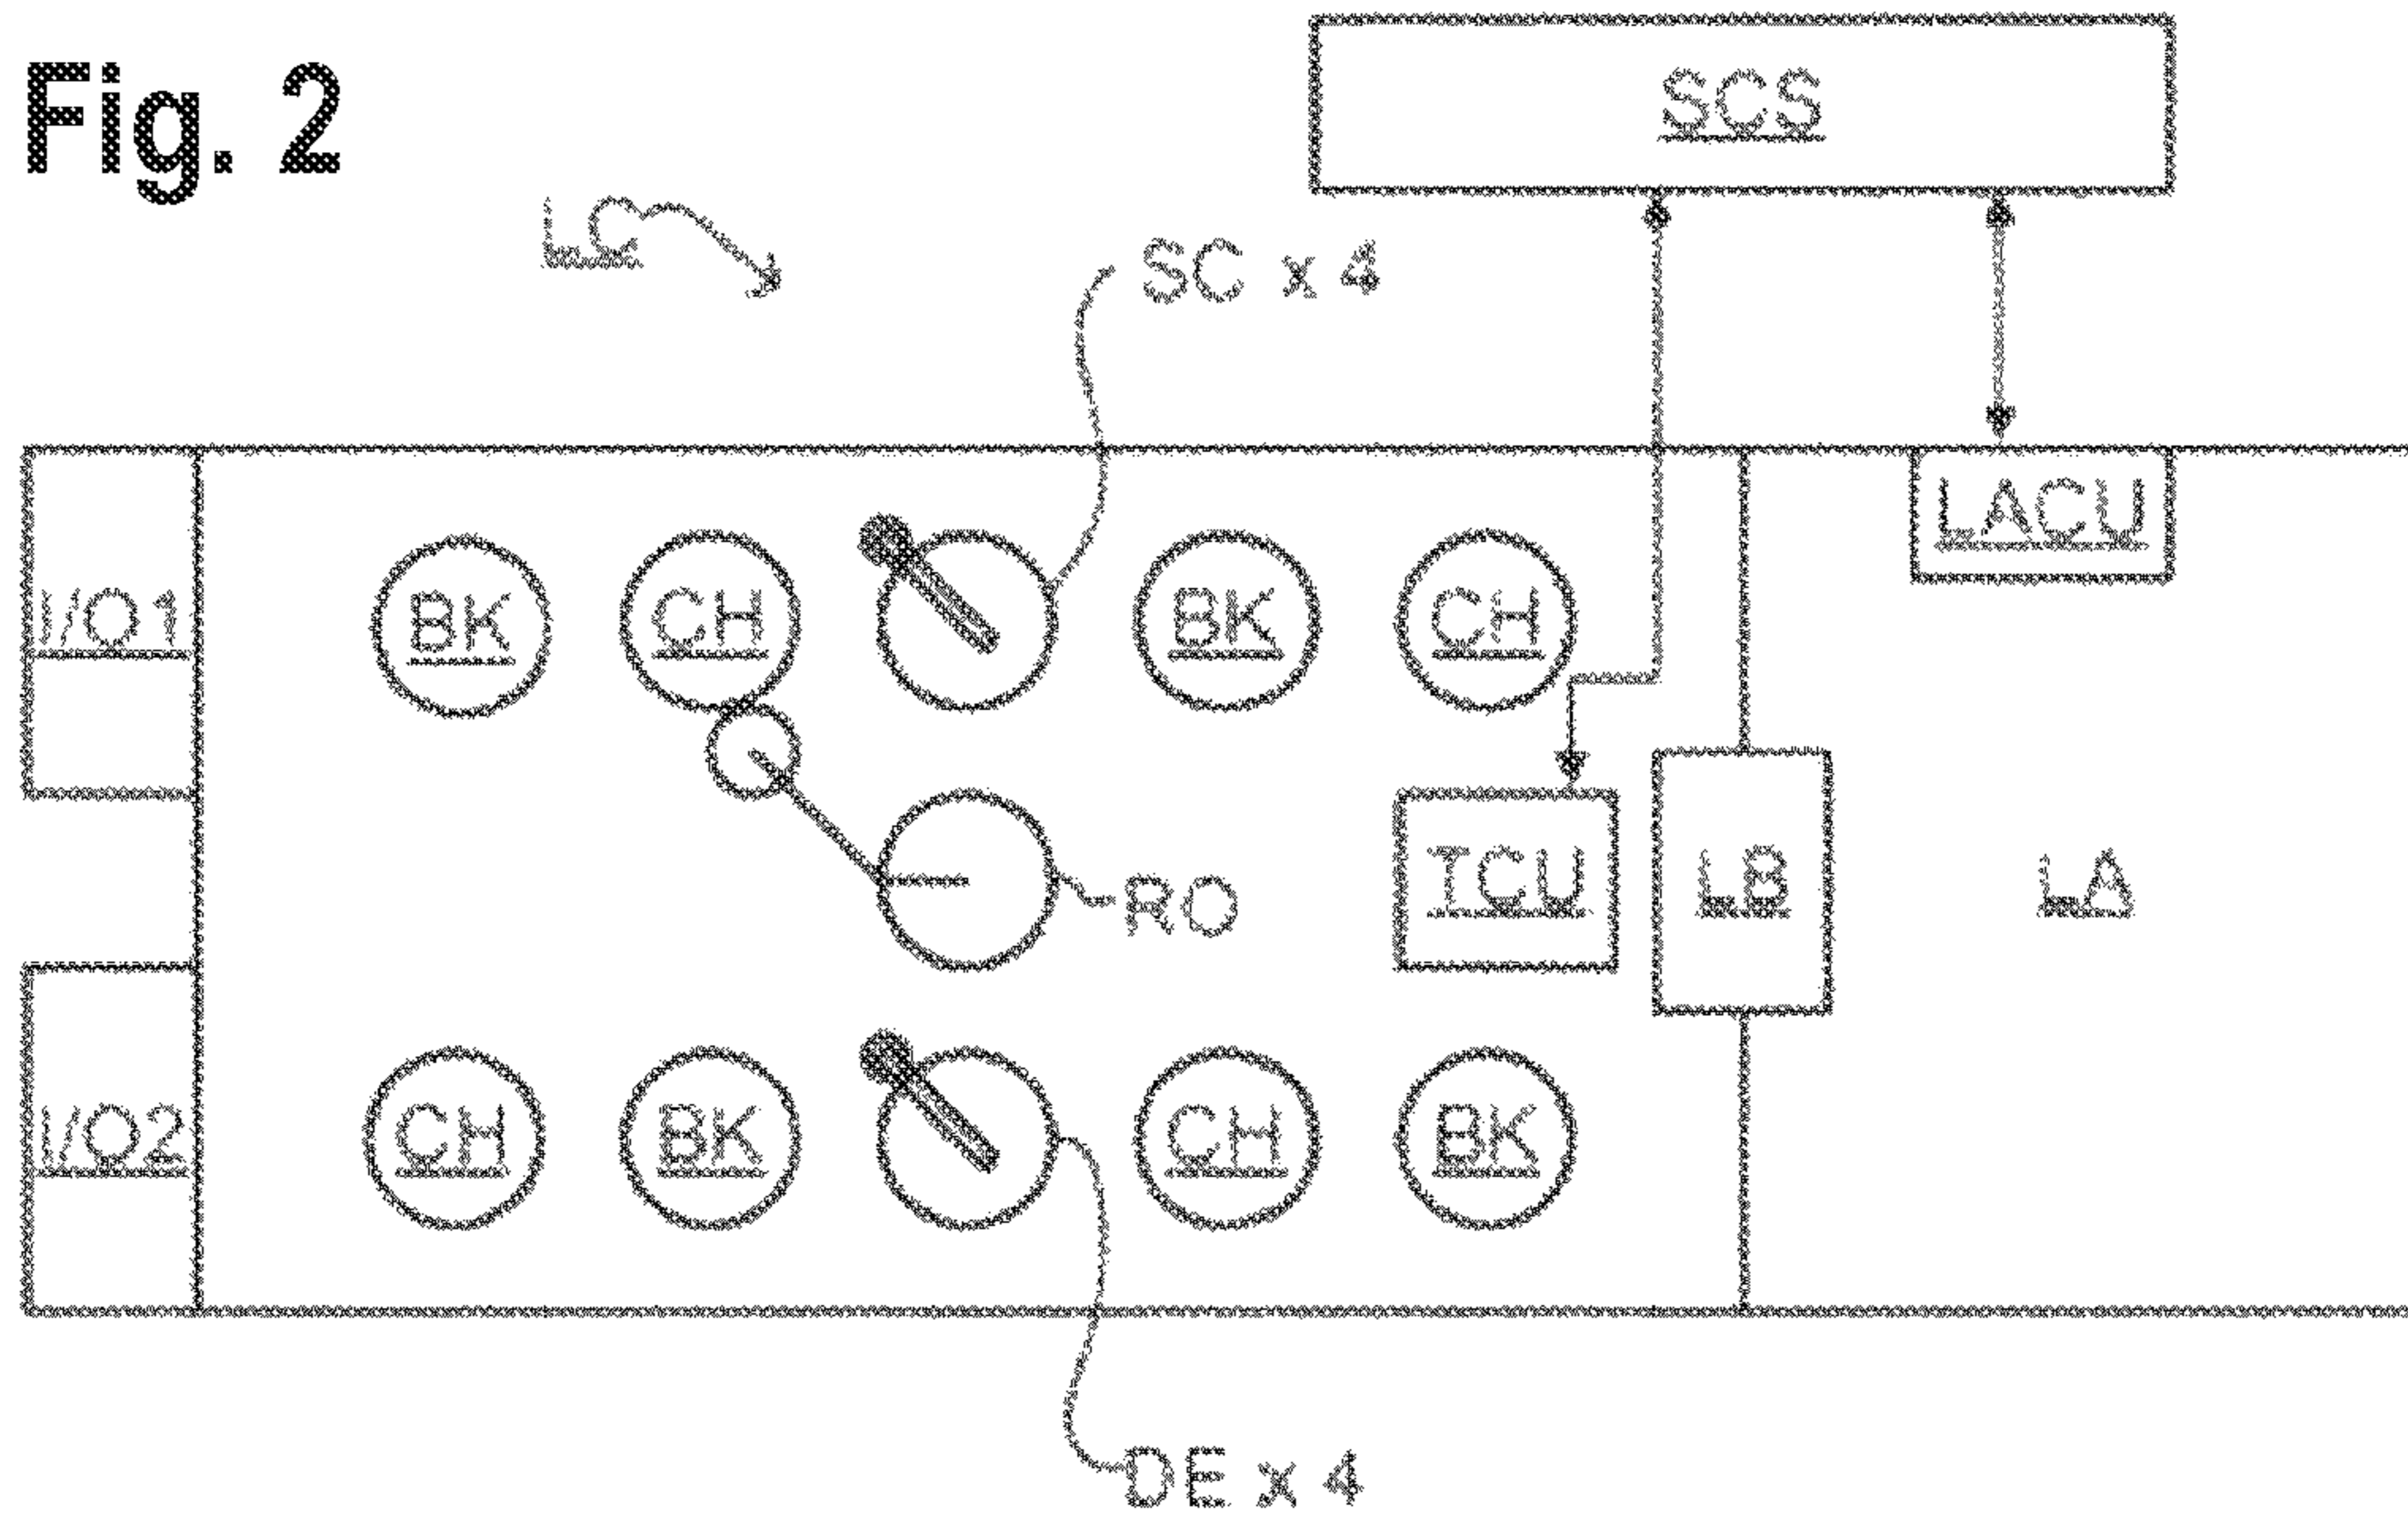 Fig. 2
SCS
LC
SC x 4
LACU
I/O1
BK
CH
BK
CH
RO
TCU
LB
LA
I/O2
CH
BK
CH
BK
DE x 4